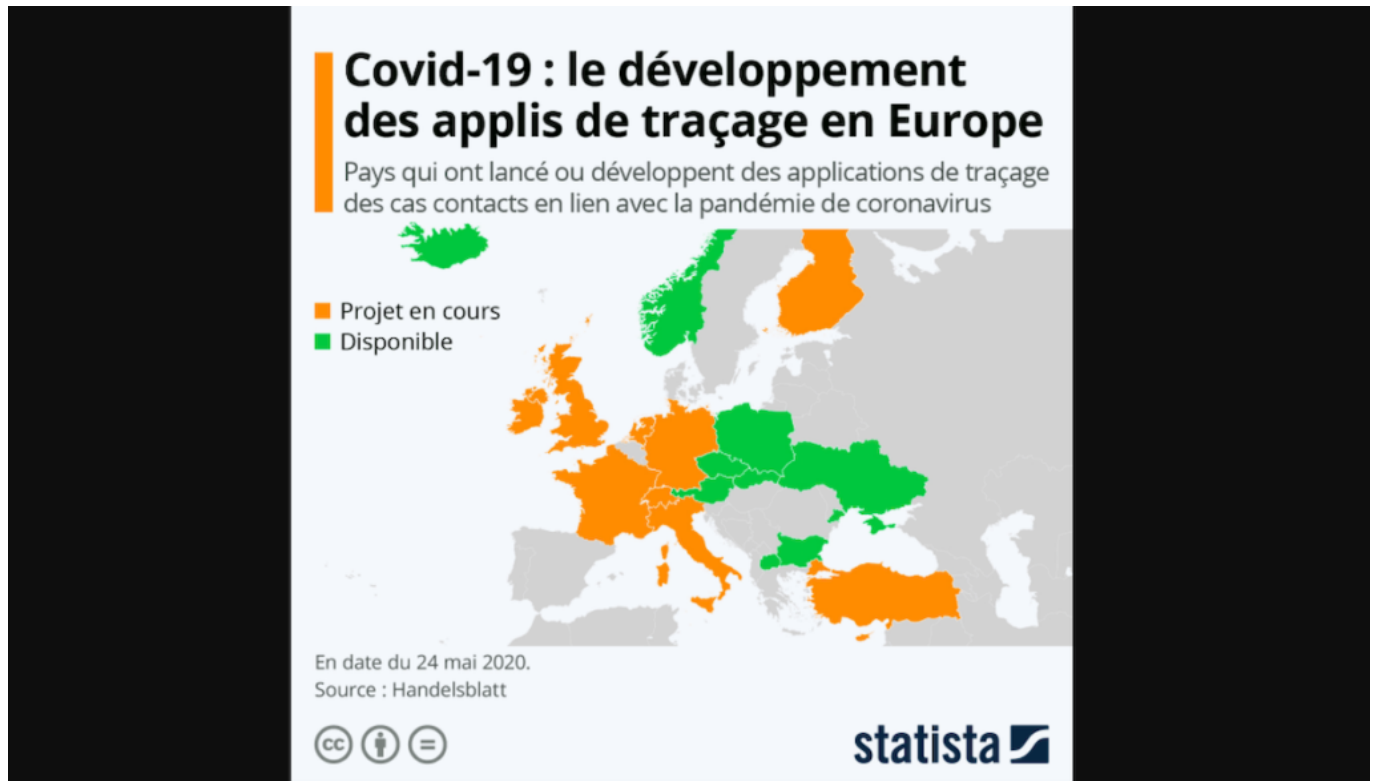 Covid-19 : le développement
des applis de traçage en Europe
Pays qui ont lancé ou développent des applications de traçage
des cas contacts en lien avec la pandémie de coronavirus
Projet en cours
Disponible
En date du 24 mai 2020.
Source : Handelsblatt
cc
statista